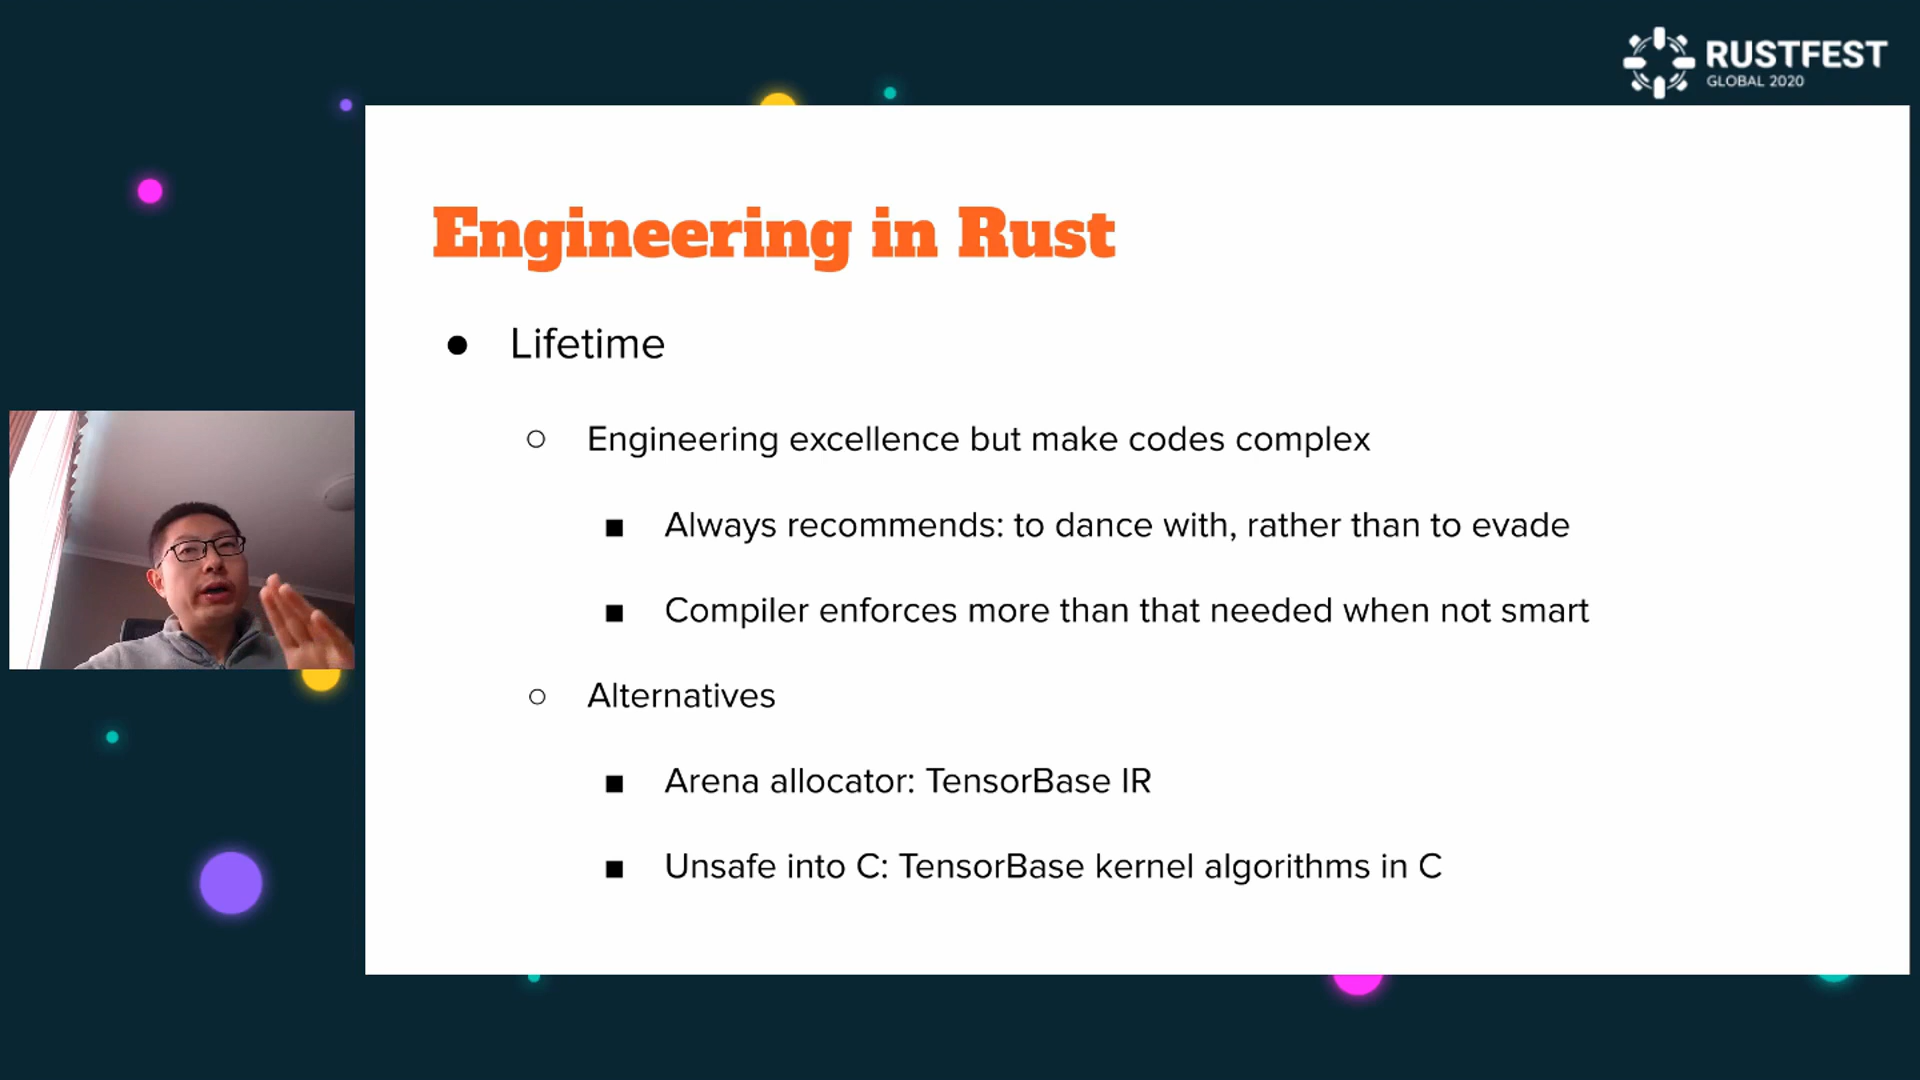 RUSTFEST
GLOBAL 2020
Engineering in Rust
Lifetime
Engineering excellence but make codes complex
Always recommends: to dance with, rather than to evade
Compiler enforces more than that needed when not smart
Alternatives
Arena allocator: TensorBase IR
Unsafe into C: TensorBase kernel algorithms in C